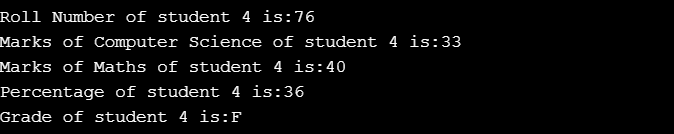 Roll Number of student 4 is:76
Marks of Computer Science of student 4 is:33
Marks of Maths of student 4 is:40
Percentage of student 4 is:36
Grade of student 4 is:F